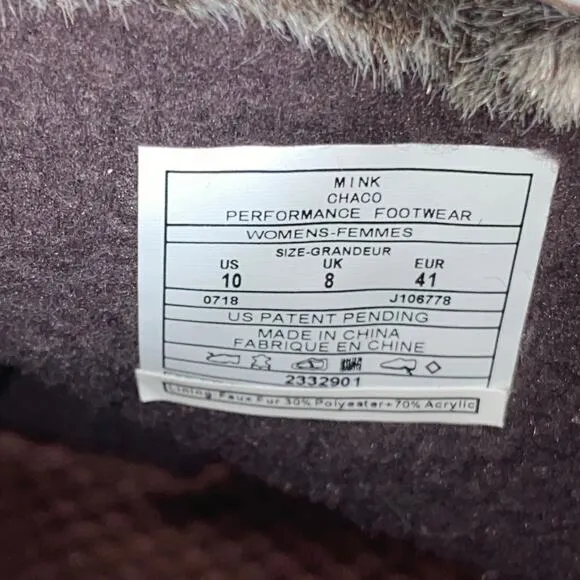 MINK
CHACO
PERFORMANCE FOOTWEAR
WOMENS-FEMMES
SIZE-GRANDEUR
US UK EUR
10 8 41
0718 J106778
US PATENT PENDING
MADE IN CHINA
FABRIQUE EN CHINE
2332901
Lining Faux Fur 30% Polyester+70% Acrylic